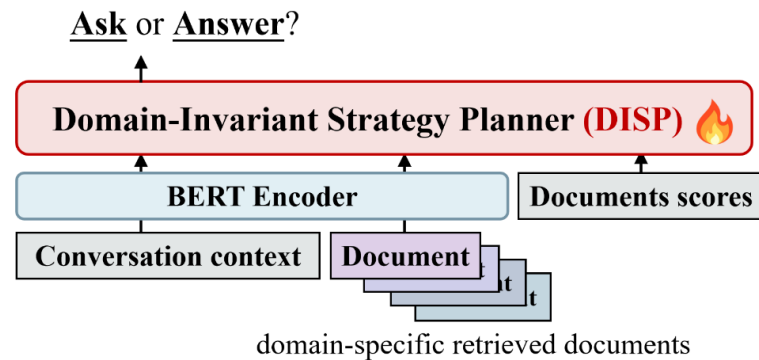 Ask or Answer?
Domain-Invariant Strategy Planner (DISP)
BERT Encoder
Documents scores
Conversation context
Document
domain-specific retrieved documents